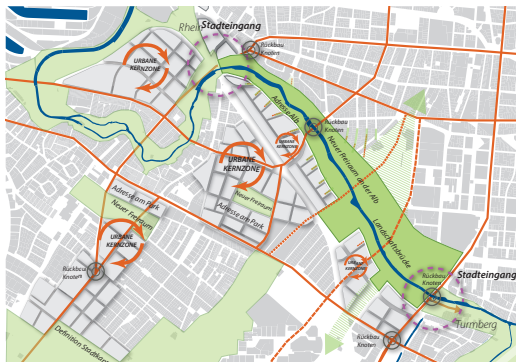 Rhein
Stadteingang
Rückbau
Knoten
URBANE
KERNZONE
Adresse Alb
Rückbau
Knoten
URBANE
KERNZONE
Neuer Freiraum an der Alb
URBANE
KERNZONE
Adresse am Park
Neuer Freiraum
Neuer Freiraum
Adresse am Park
Landschaftsbrücke
URBANE
KERNZONE
URBANE
KERNZONE
Rückbau
Knoten
Rückbau
Knoten
Stadteingang
Turmberg
Rückbau
Knoten